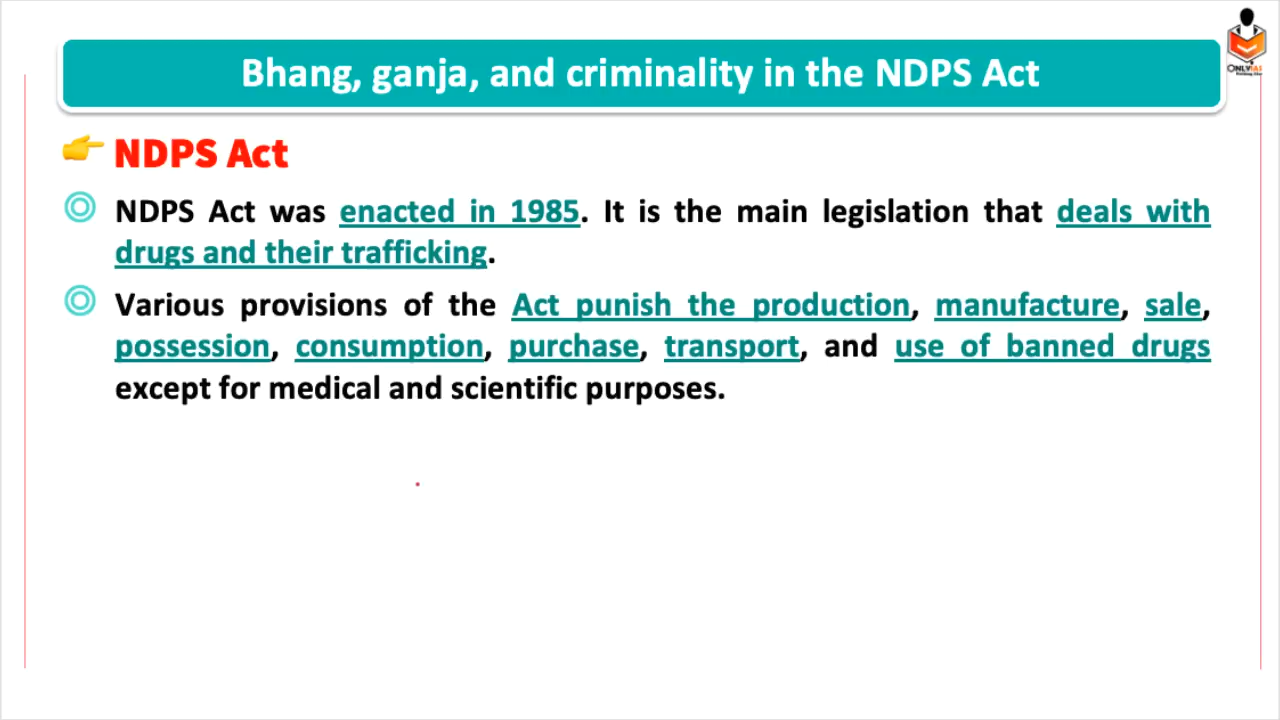 Bhang, ganja, and criminality in the NDPS Act
ONLYIAS
NDPS Act
NDPS Act was enacted in 1985. It is the main legislation that deals with
drugs and their trafficking.
Various provisions of the Act punish the production, manufacture, sale,
possession, consumption, purchase, transport, and use of banned drugs
except for medical and scientific purposes.